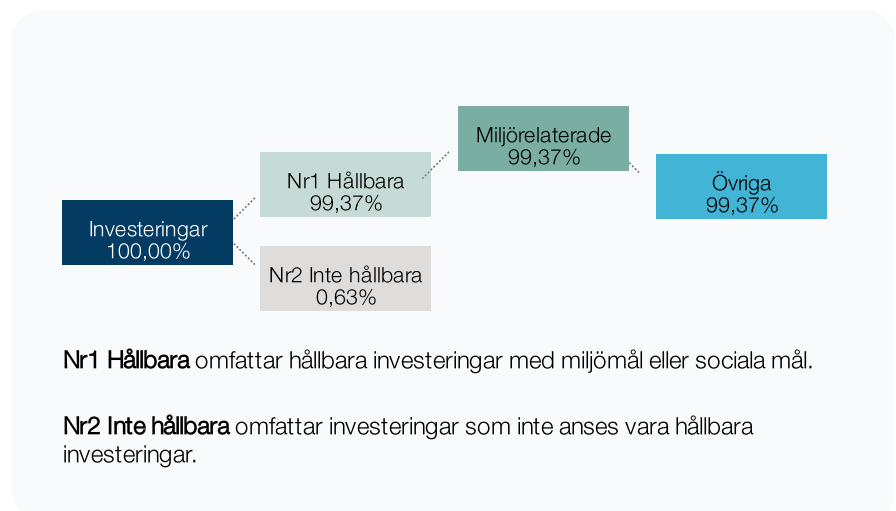 Miljörelaterade
99,37%
Nr1 Hållbara
99,37%
Övriga
99,37%
Investeringar
100,00%
Nr2 Inte hållbara
0,63%
Nr1 Hållbara omfattar hållbara investeringar med miljömål eller sociala mål.
Nr2 Inte hållbara omfattar investeringar som inte anses vara hållbara
investeringar.